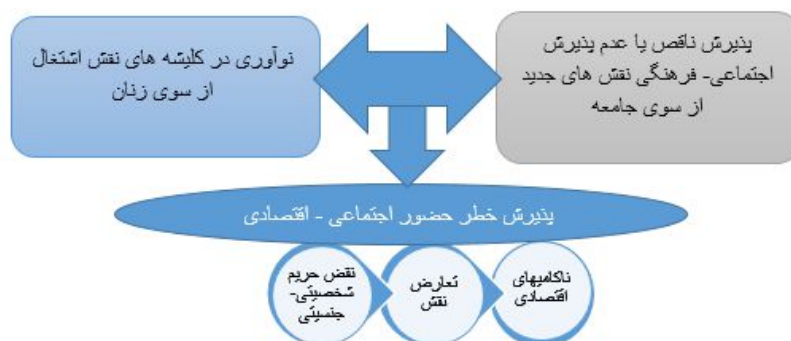 پذیرش ناقص یا عدم پذیرش
اجتماعی- فرهنگی نقش های جدید
از سوی جامعه
نوآوری در کلیشه های نقش اشتغال
از سوی زنان
پذیرش خطر حضور اجتماعی - اقتصادی
ناکامیهای
اقتصادی
تعارض
نقش
نقض حریم
شخصیتی-
جنسیتی